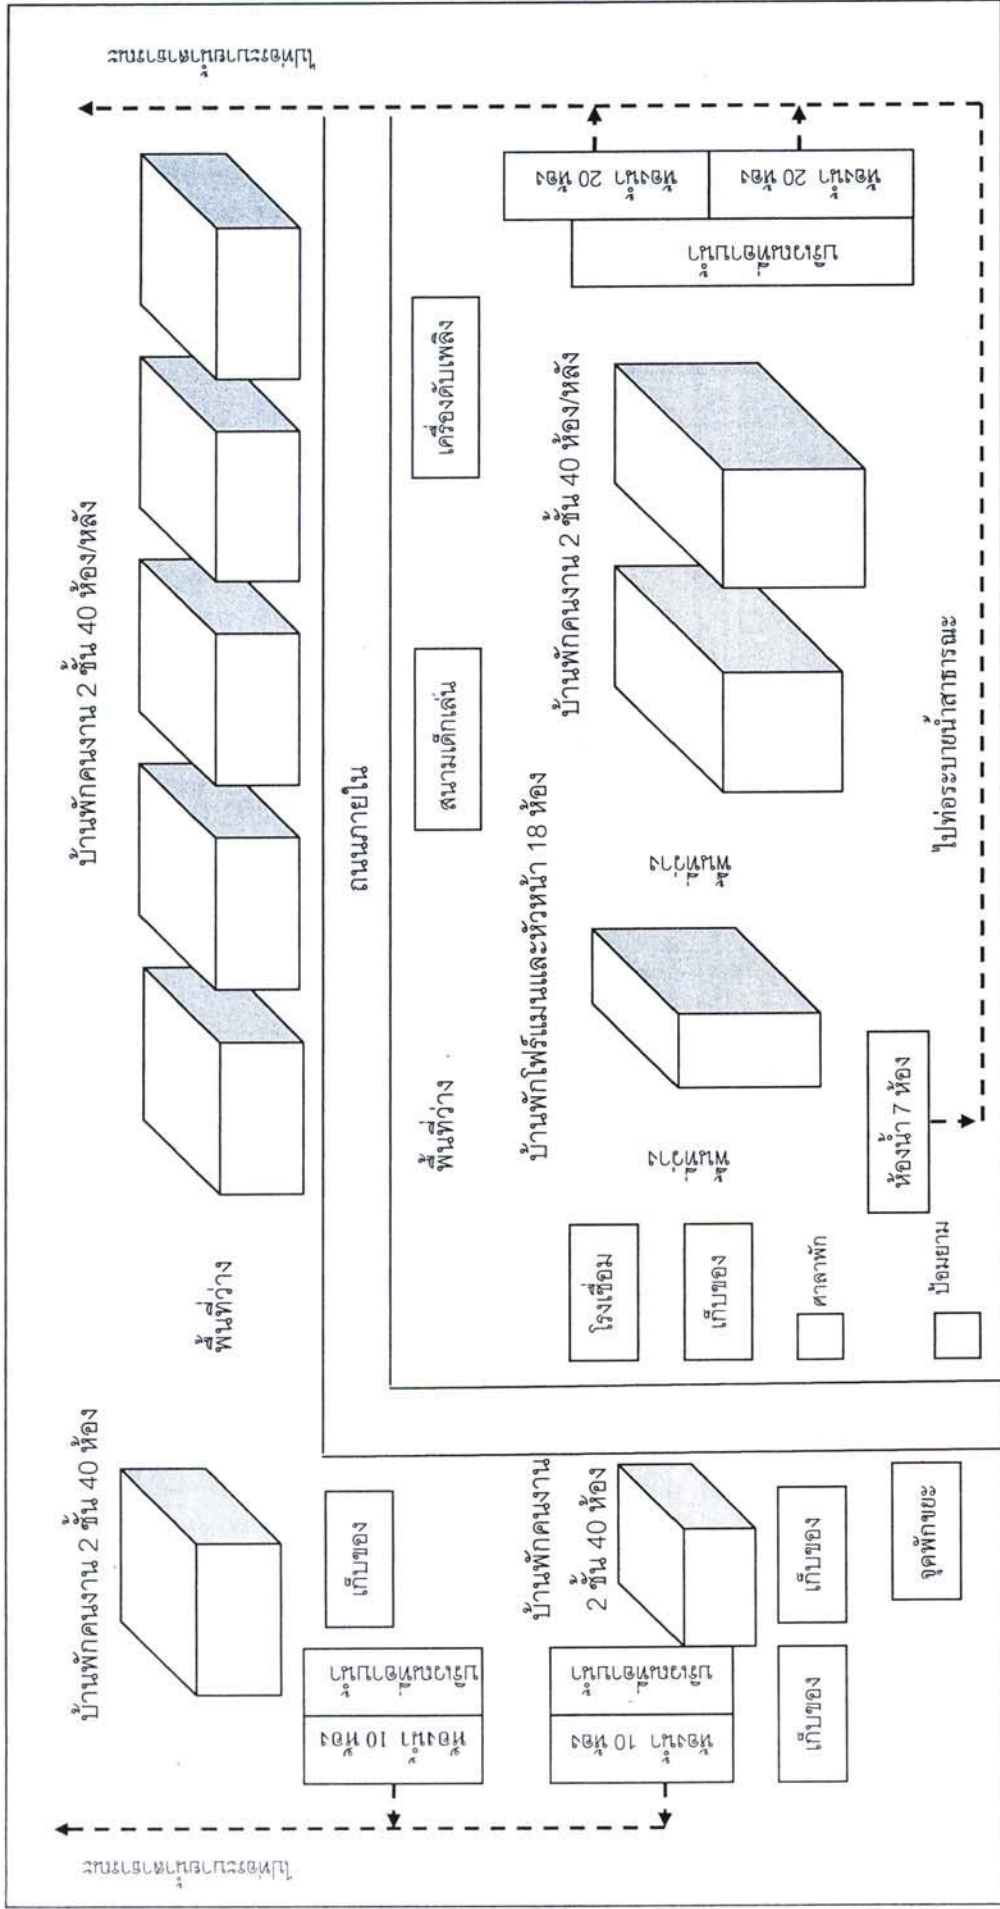 บ้านพักคนงาน 2 ชั้น 40 ห้อง
พื้นที่ว่าง
บ้านพักคนงาน 2 ชั้น 40 ห้อง/หลัง
ไปท่อระบายน้ำสาธารณะ
ไปท่อระบายน้ำสาธารณะ
ถนนภายใน
ห้องน้ำ 10 ห้อง
บริเวณที่อาบน้ำ
เก็บของ
พื้นที่ว่าง
สนามเด็กเล่น
เครื่องดับเพลิง
บ้านพักคนงาน
2 ชั้น 40 ห้อง
ห้องน้ำ 10 ห้อง
บริเวณที่อาบน้ำ
บ้านพักโฟร์แมนและหัวหน้า 18 ห้อง
บ้านพักคนงาน 2 ชั้น 40 ห้อง/หลัง
ห้องน้ำ 20 ห้อง
ห้องน้ำ 20 ห้อง
บริเวณที่อาบน้ำ
โรงเชื่อม
พื้นที่ว่าง
พื้นที่ว่าง
เก็บของ
เก็บของ
เก็บของ
ศาลาพัก
ห้องน้ำ 7 ห้อง
จุดพักขยะ
ป้อมยาม
ไปท่อระบายน้ำสาธารณะ